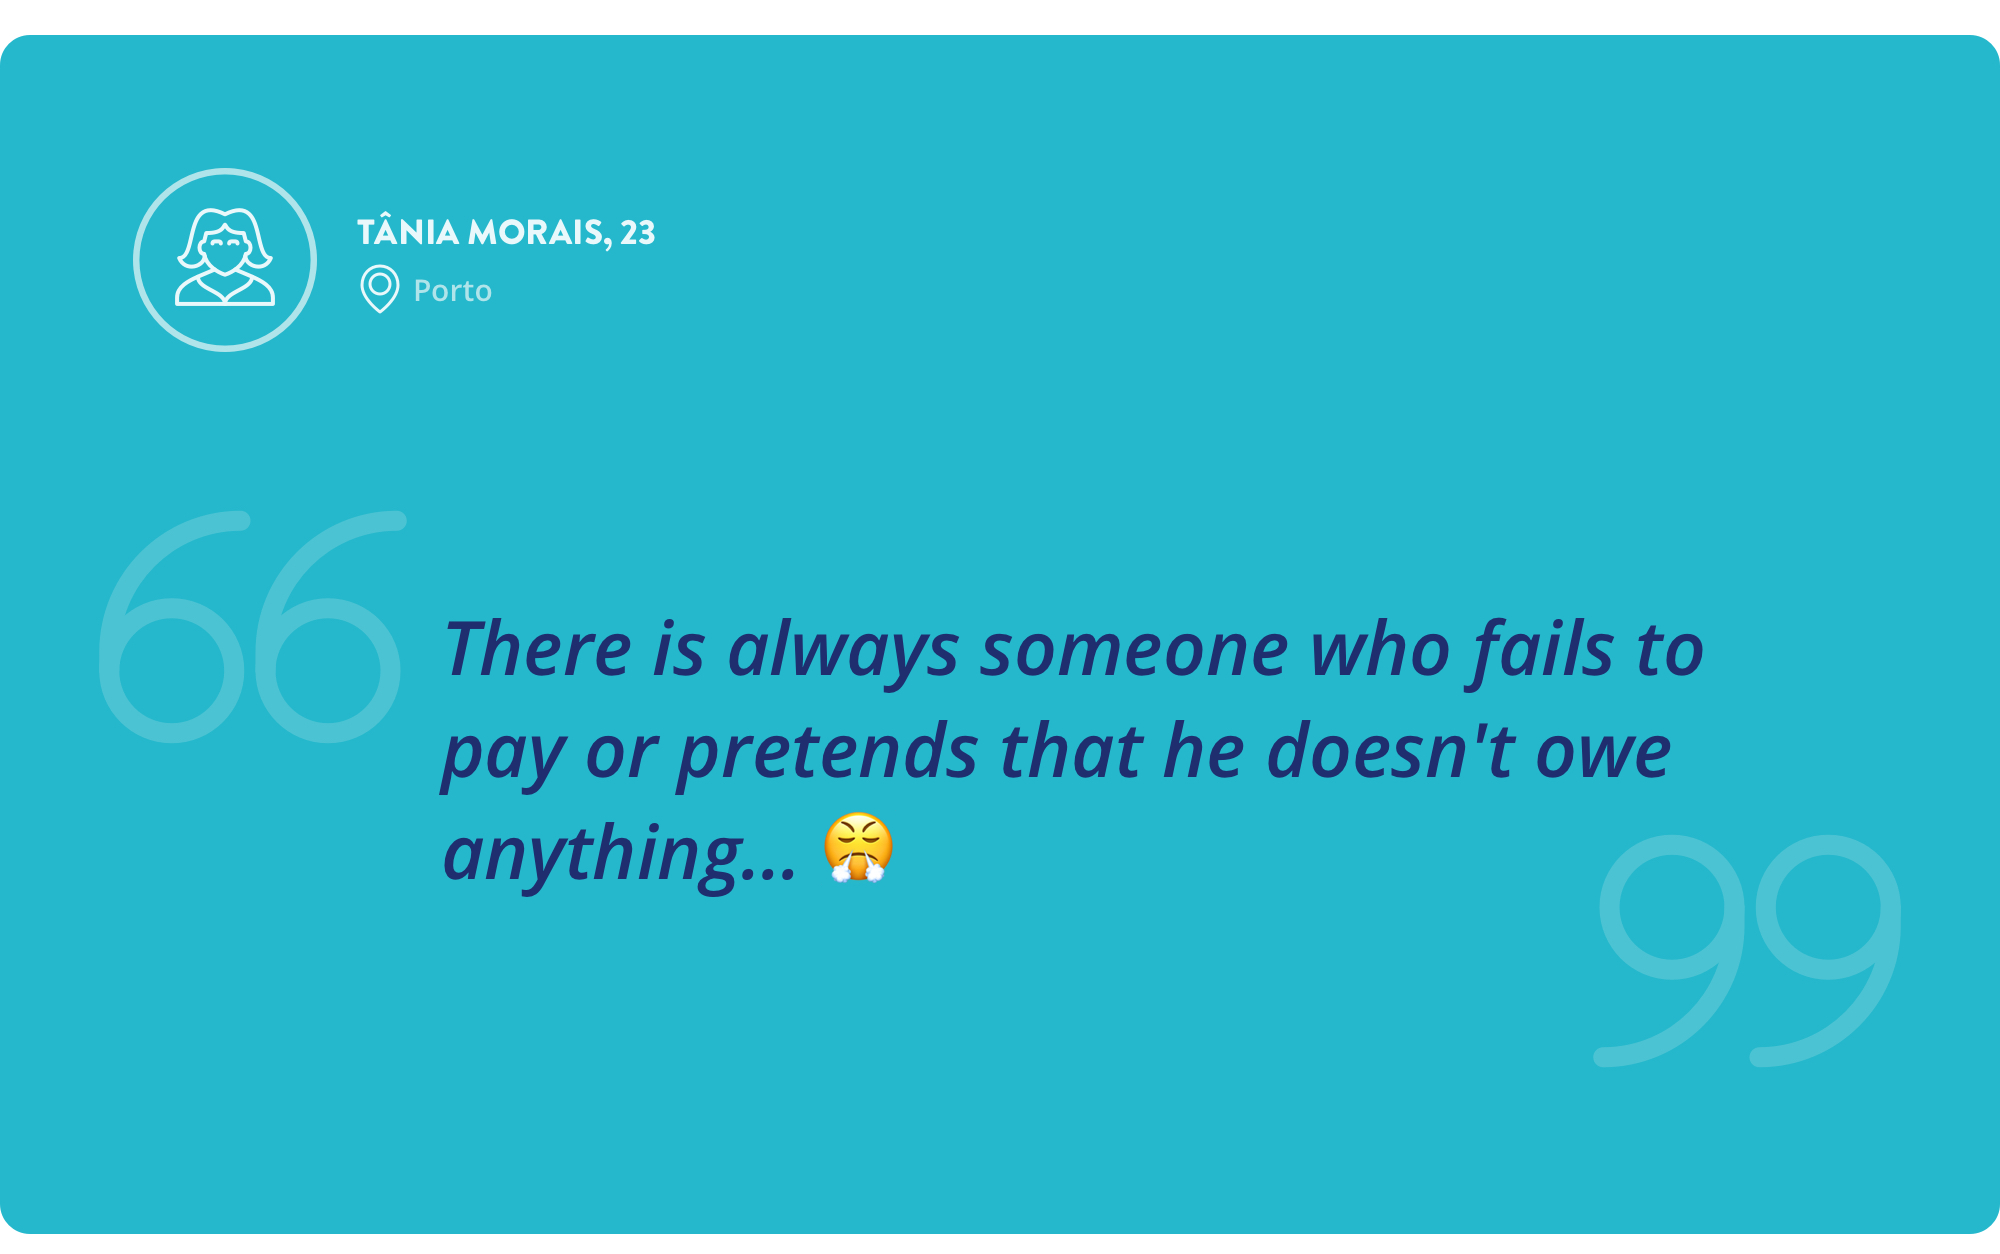 TÂNIA MORAIS, 23
Porto
There is always someone who fails to
pay or pretends that he doesn't owe
anything... 😤